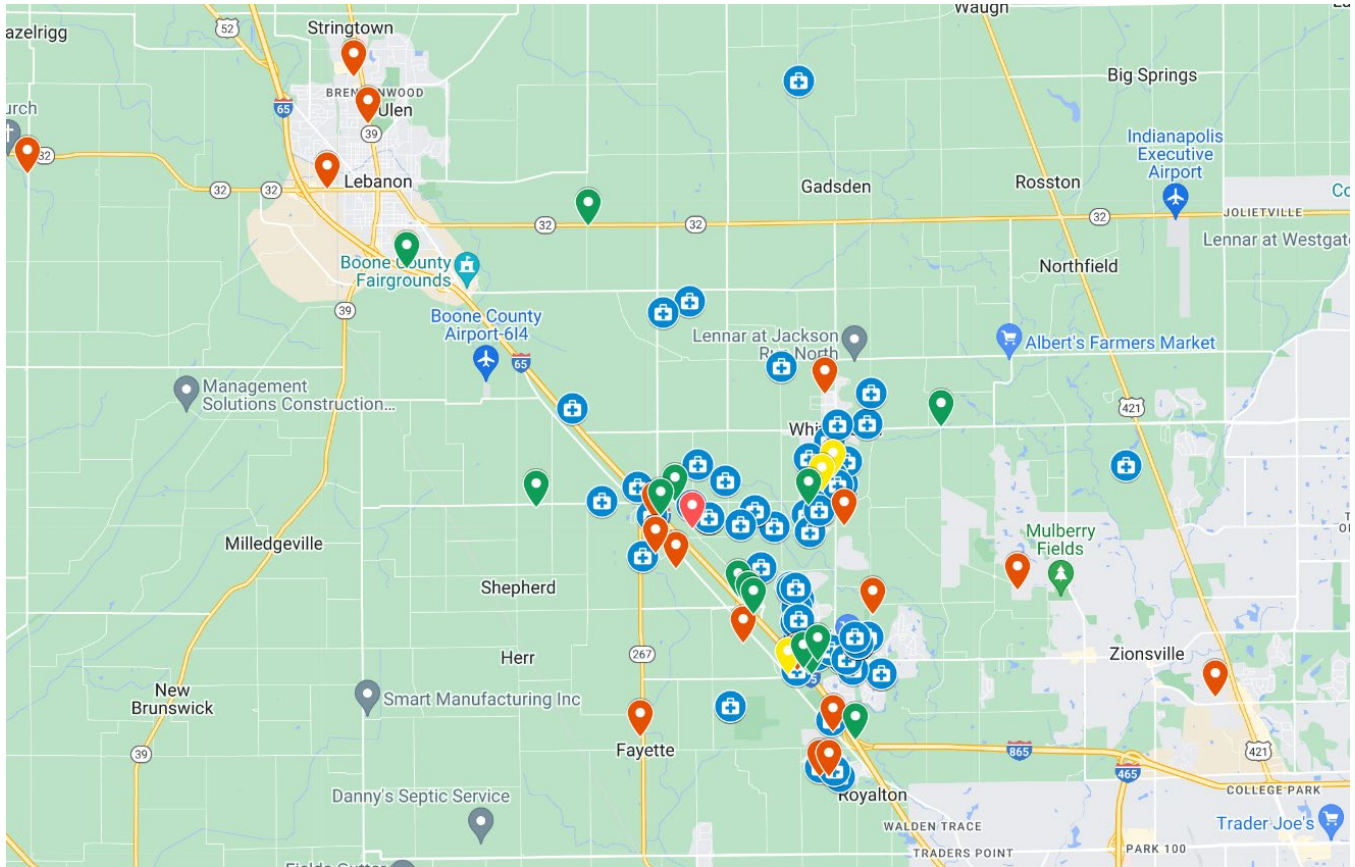 Waugh
Stringtown
azelrigg
52
Big Springs
BRENTWOOD
Ulen
65
urch
39
32
Indianapolis
Executive
Airport
Lebanon
Gadsden
Rosston
32
32
32
32
32
JOLIETVILLE
Lennar at Westgate
Boone County
Fairgrounds
Northfield
39
Boone County
Airport-6I4
Lennar at Jackson
Run North
Albert's Farmers Market
65
Management
Solutions Construction...
421
Milledgeville
Mulberry
Fields
Shepherd
Herr
267
Zionsville
New
Brunswick
Smart Manufacturing Inc
39
Fayette
865
421
465
COLLEGE PARK
Danny's Septic Service
Royalton
WALDEN TRACE
Trader Joe's
TRADERS POINT
PARK 100